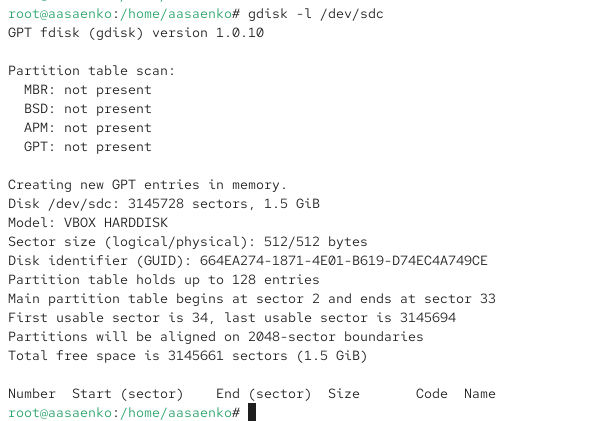 root@aasaenko:/home/aasaenko# gdisk -l /dev/sdc
GPT fdisk (gdisk) version 1.0.10
Partition table scan:
MBR: not present
BSD: not present
APM: not present
GPT: not present
Creating new GPT entries in memory.
Disk /dev/sdc: 3145728 sectors, 1.5 GiB
Model: VBOX HARDDISK
Sector size (logical/physical): 512/512 bytes
Disk identifier (GUID): 664EA274-1871-4E01-B619-D74EC4A749CE
Partition table holds up to 128 entries
Main partition table begins at sector 2 and ends at sector 33
First usable sector is 34, last usable sector is 3145694
Partitions will be aligned on 2048-sector boundaries
Total free space is 3145661 sectors (1.5 GiB)
Number  Start (sector)    End (sector)  Size       Code  Name
root@aasaenko:/home/aasaenko#